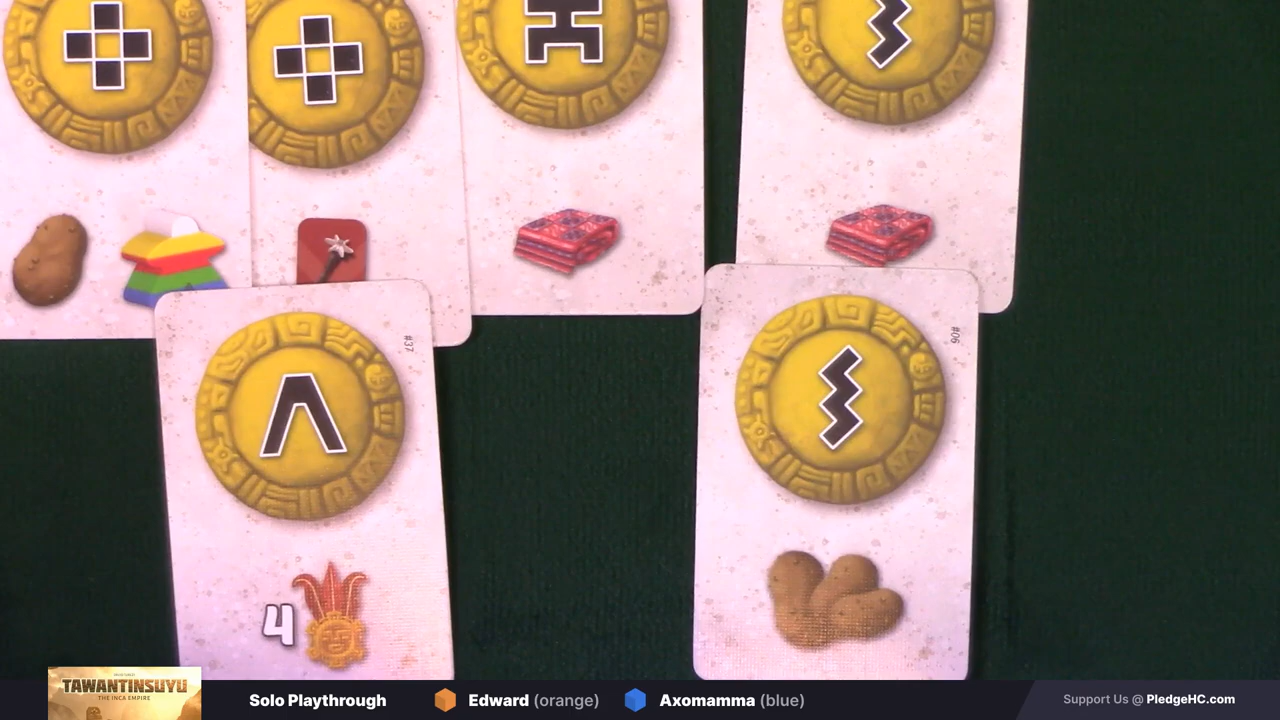 #37
#06
4
TAWANTINSUYU
THE INCA EMPIRE
Solo Playthrough
Edward (orange)
Axomamma (blue)
Support Us @ PledgeHC.com